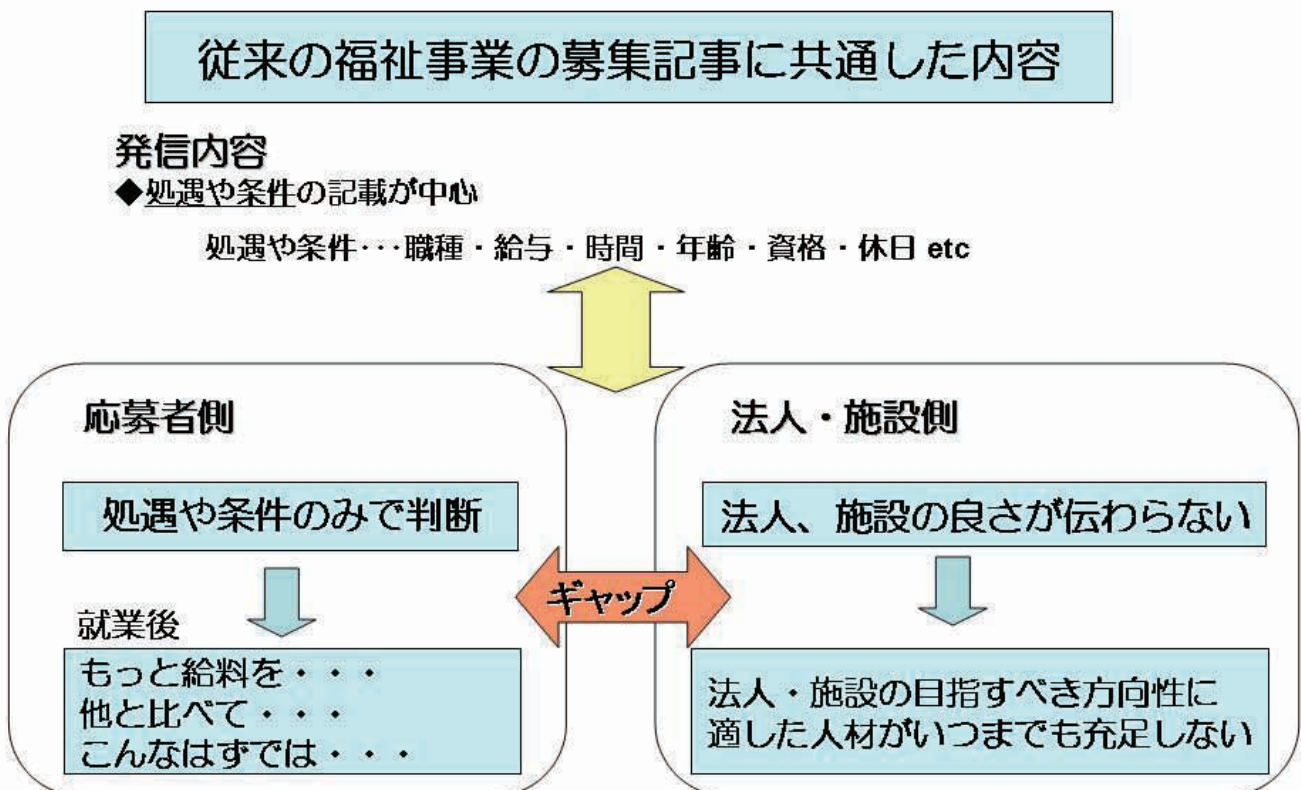 従来の福祉事業の募集記事に共通した内容
発信内容
◆処遇や条件の記載が中心
処遇や条件・・・職種・給与・時間・年齢・資格・休日 etc
応募者側
処遇や条件のみで判断
就業後
もっと給料を・・・
他と比べて・・・
こんなはずでは・・・
ギャップ
法人・施設側
法人、施設の良さが伝わらない
法人・施設の目指すべき方向性に
適した人材がいつまでも充足しない